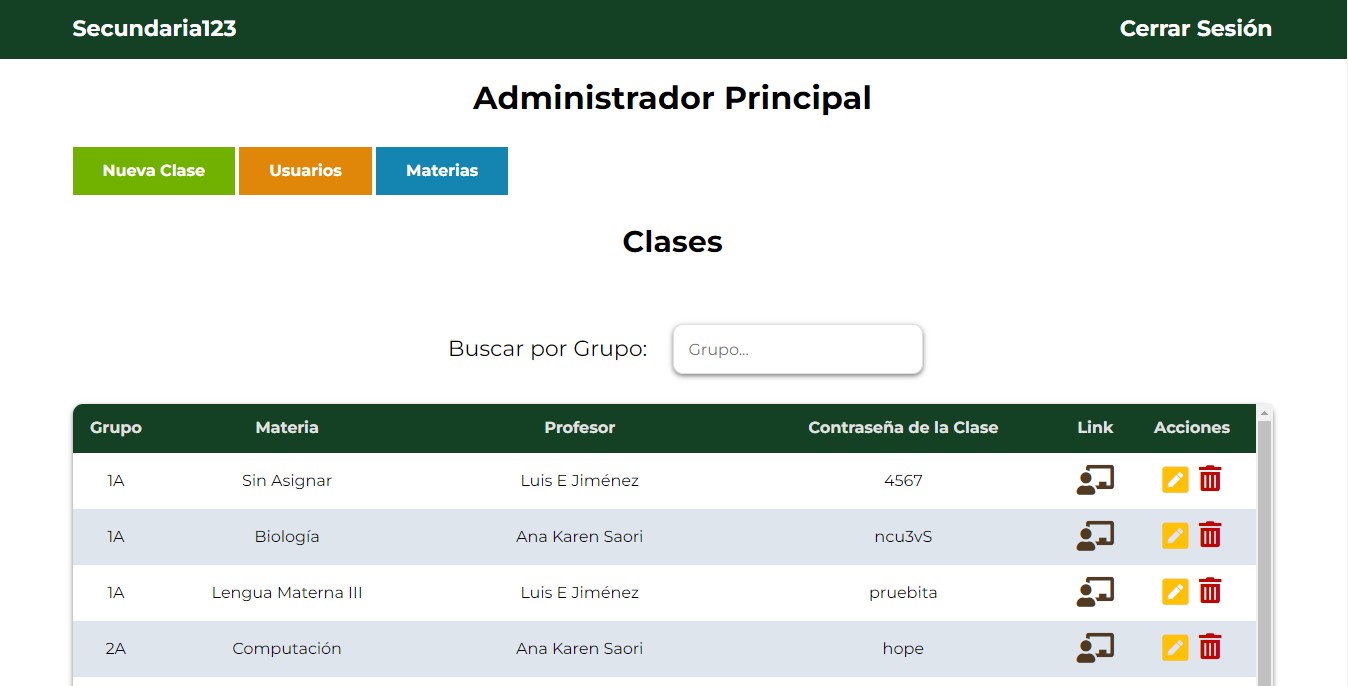 Secundaria123 Cerrar Sesión
Administrador Principal
Nueva Clase Usuarios Materias
Clases
Buscar por Grupo: Grupo...
Grupo Materia Profesor Contraseña de la Clase Link Acciones
1A Sin Asignar Luis E Jiménez 4567
1A Biología Ana Karen Saori ncu3vS
1A Lengua Materna III Luis E Jiménez pruebita
2A Computación Ana Karen Saori hope